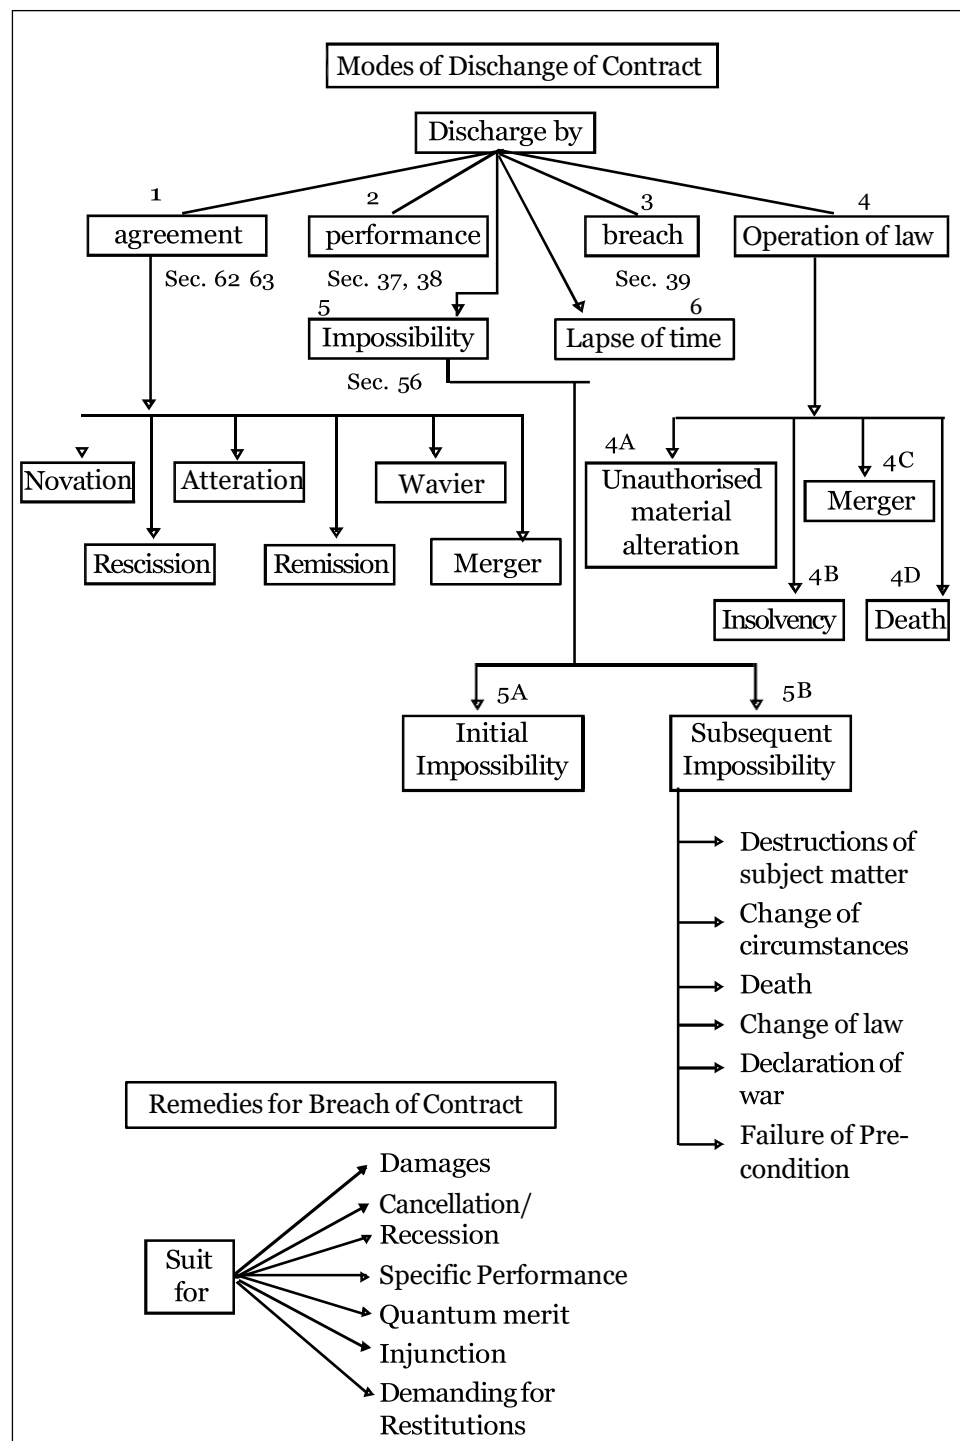 Modes of Dischange of Contract
Discharge by
1
2
3
4
agreement
performance
breach
Operation of law
Sec. 62 63
Sec. 37, 38
Sec. 39
5
6
Impossibility
Lapse of time
Sec. 56
4A
4C
Novation
Atteration
Wavier
Unauthorised
material
alteration
Merger
Rescission
Remission
Merger
4B
4D
Insolvency
Death
5A
5B
Initial
Impossibility
Subsequent
Impossibility
Destructions of
subject matter
Change of
circumstances
Death
Change of law
Declaration of
war
Failure of Pre-
condition
Remedies for Breach of Contract
Suit
for
Damages
Cancellation/
Recession
Specific Performance
Quantum merit
Injunction
Demanding for
Restitutions